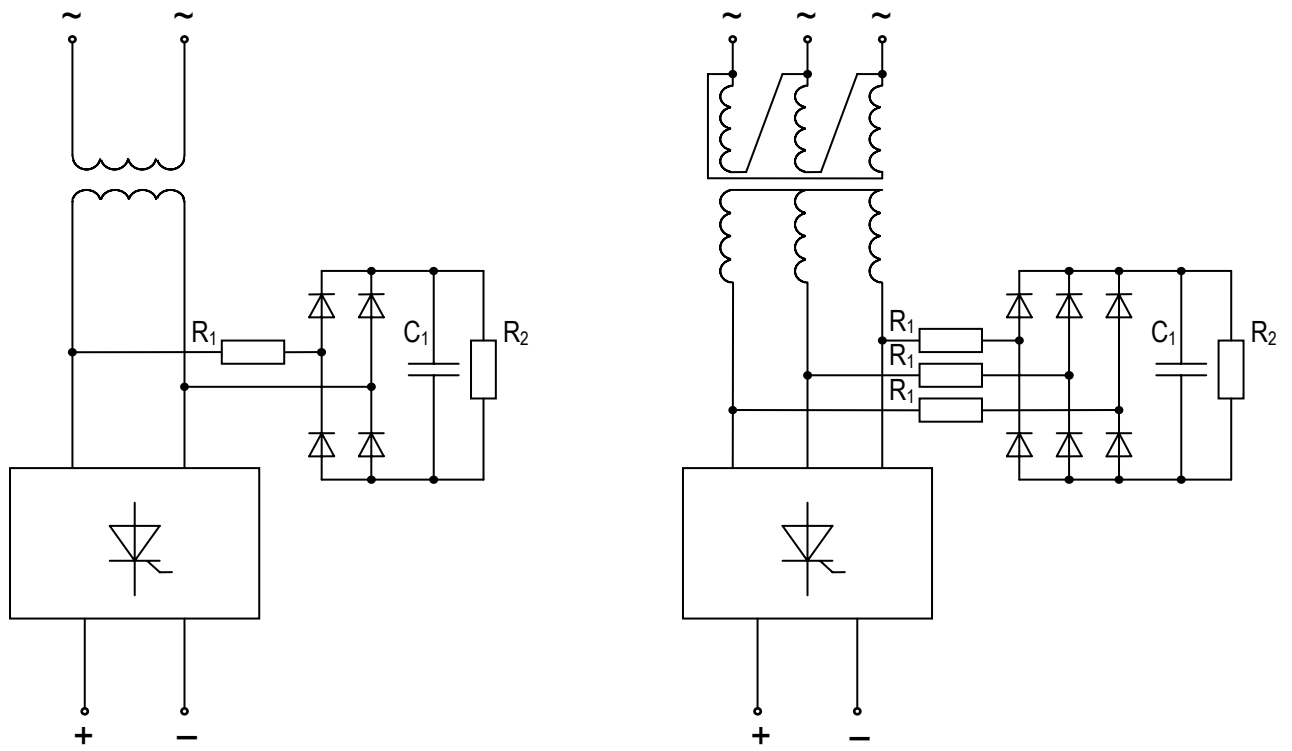 ~ ~
~ ~ ~
R₁ C₁ R₂
R₁ C₁ R₂
R₁
R₁
+ −
+ −